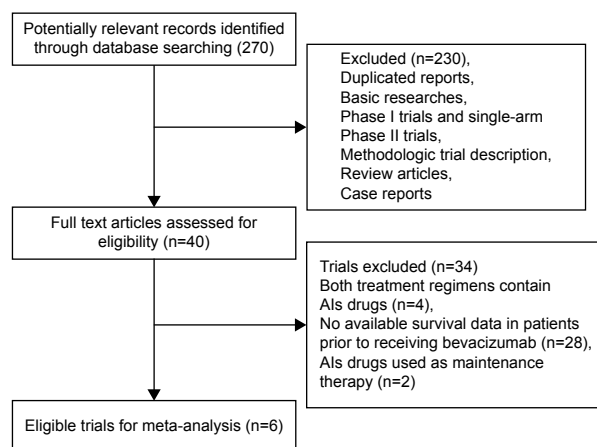 Potentially relevant records identified
through database searching (270)
Excluded (n=230),
Duplicated reports,
Basic researches,
Phase I trials and single-arm
Phase II trials,
Methodologic trial description,
Review articles,
Case reports
Full text articles assessed for
eligibility (n=40)
Trials excluded (n=34)
Both treatment regimens contain
AIs drugs (n=4),
No available survival data in patients
prior to receiving bevacizumab (n=28),
AIs drugs used as maintenance
therapy (n=2)
Eligible trials for meta-analysis (n=6)